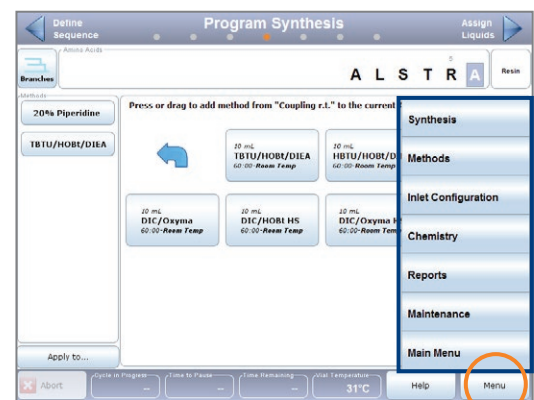 Define Sequence
Program Synthesis
Assign Liquids
Amino Acids
Branches
5
A L S T R A
Resin
Methods
20% Piperidine
TBTU/HOBt/DIEA
Press or drag to add method from "Coupling r.t." to the current
10 mL
TBTU/HOBt/DIEA
60:00-Room Temp
10 mL
HBTU/HOBt/D
60:00-Room Temp
10 mL
DIC/Oxyma
60:00-Room Temp
10 mL
DIC/HOBt HS
60:00-Room Temp
10 mL
DIC/Oxyma
60:00-Room Temp
Synthesis
Methods
Inlet Configuration
Chemistry
Reports
Maintenance
Main Menu
Apply to...
Abort
Cycle in Progress
--
Time to Pause
--
Time Remaining
--
Vial Temperature
31°C
Help
Menu